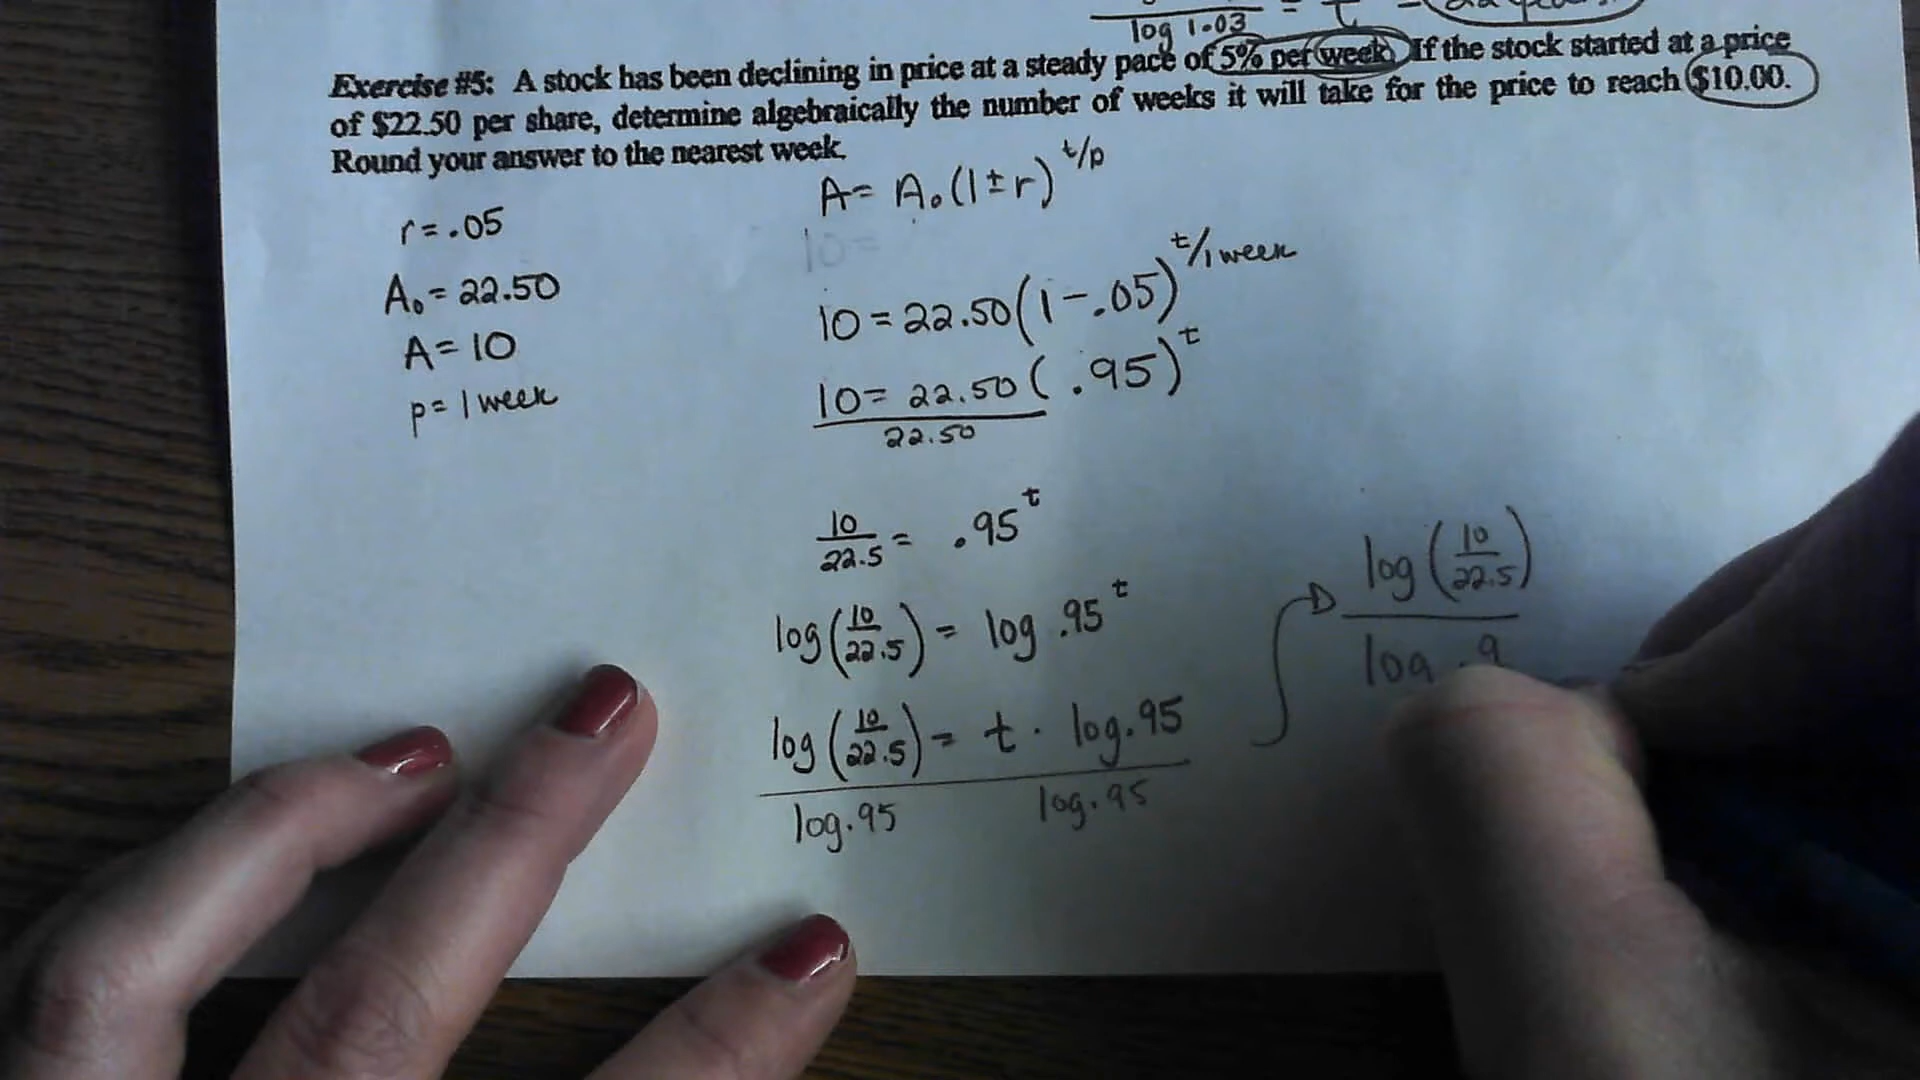 log 1.03 = t =
Exercise #5: A stock has been declining in price at a steady pace of 5% per week. If the stock started at a price
of $22.50 per share, determine algebraically the number of weeks it will take for the price to reach $10.00.
Round your answer to the nearest week.
A = A₀(1±r)^t/p
10 =
r = .05
A₀ = 22.50
A = 10
p = 1 week
10 = 22.50(1 - .05)^t/1 week
10 = 22.50(.95)^t
22.50
10/22.5 = .95^t
log(10/22.5) = log .95^t
log(10/22.5) = t · log .95
log .95 log .95
log(10/22.5)
log .9